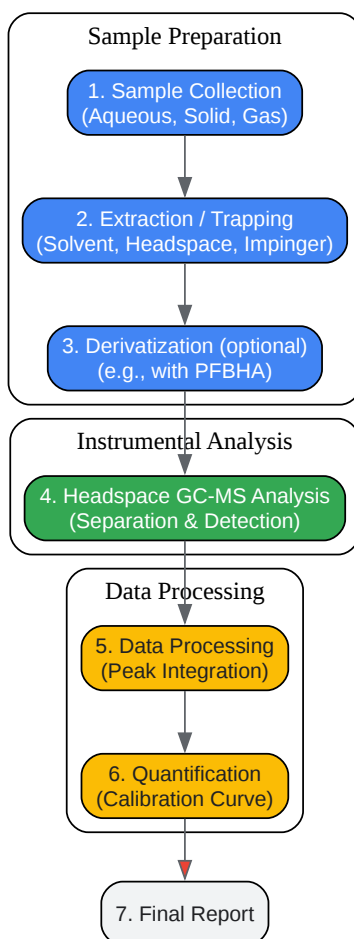 Sample Preparation
1. Sample Collection
(Aqueous, Solid, Gas)
2. Extraction / Trapping
(Solvent, Headspace, Impinger)
3. Derivatization (optional)
(e.g., with PFBHA)
Instrumental Analysis
4. Headspace GC-MS Analysis
(Separation & Detection)
Data Processing
5. Data Processing
(Peak Integration)
6. Quantification
(Calibration Curve)
7. Final Report